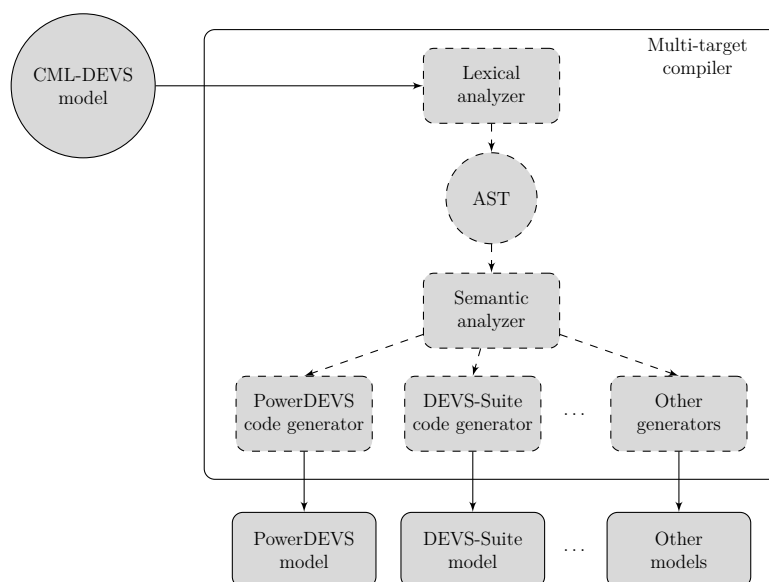 Multi-target
compiler
CML-DEVS
model
Lexical
analyzer
AST
Semantic
analyzer
PowerDEVS
code generator
DEVS-Suite
code generator
...
Other
generators
PowerDEVS
model
DEVS-Suite
model
...
Other
models